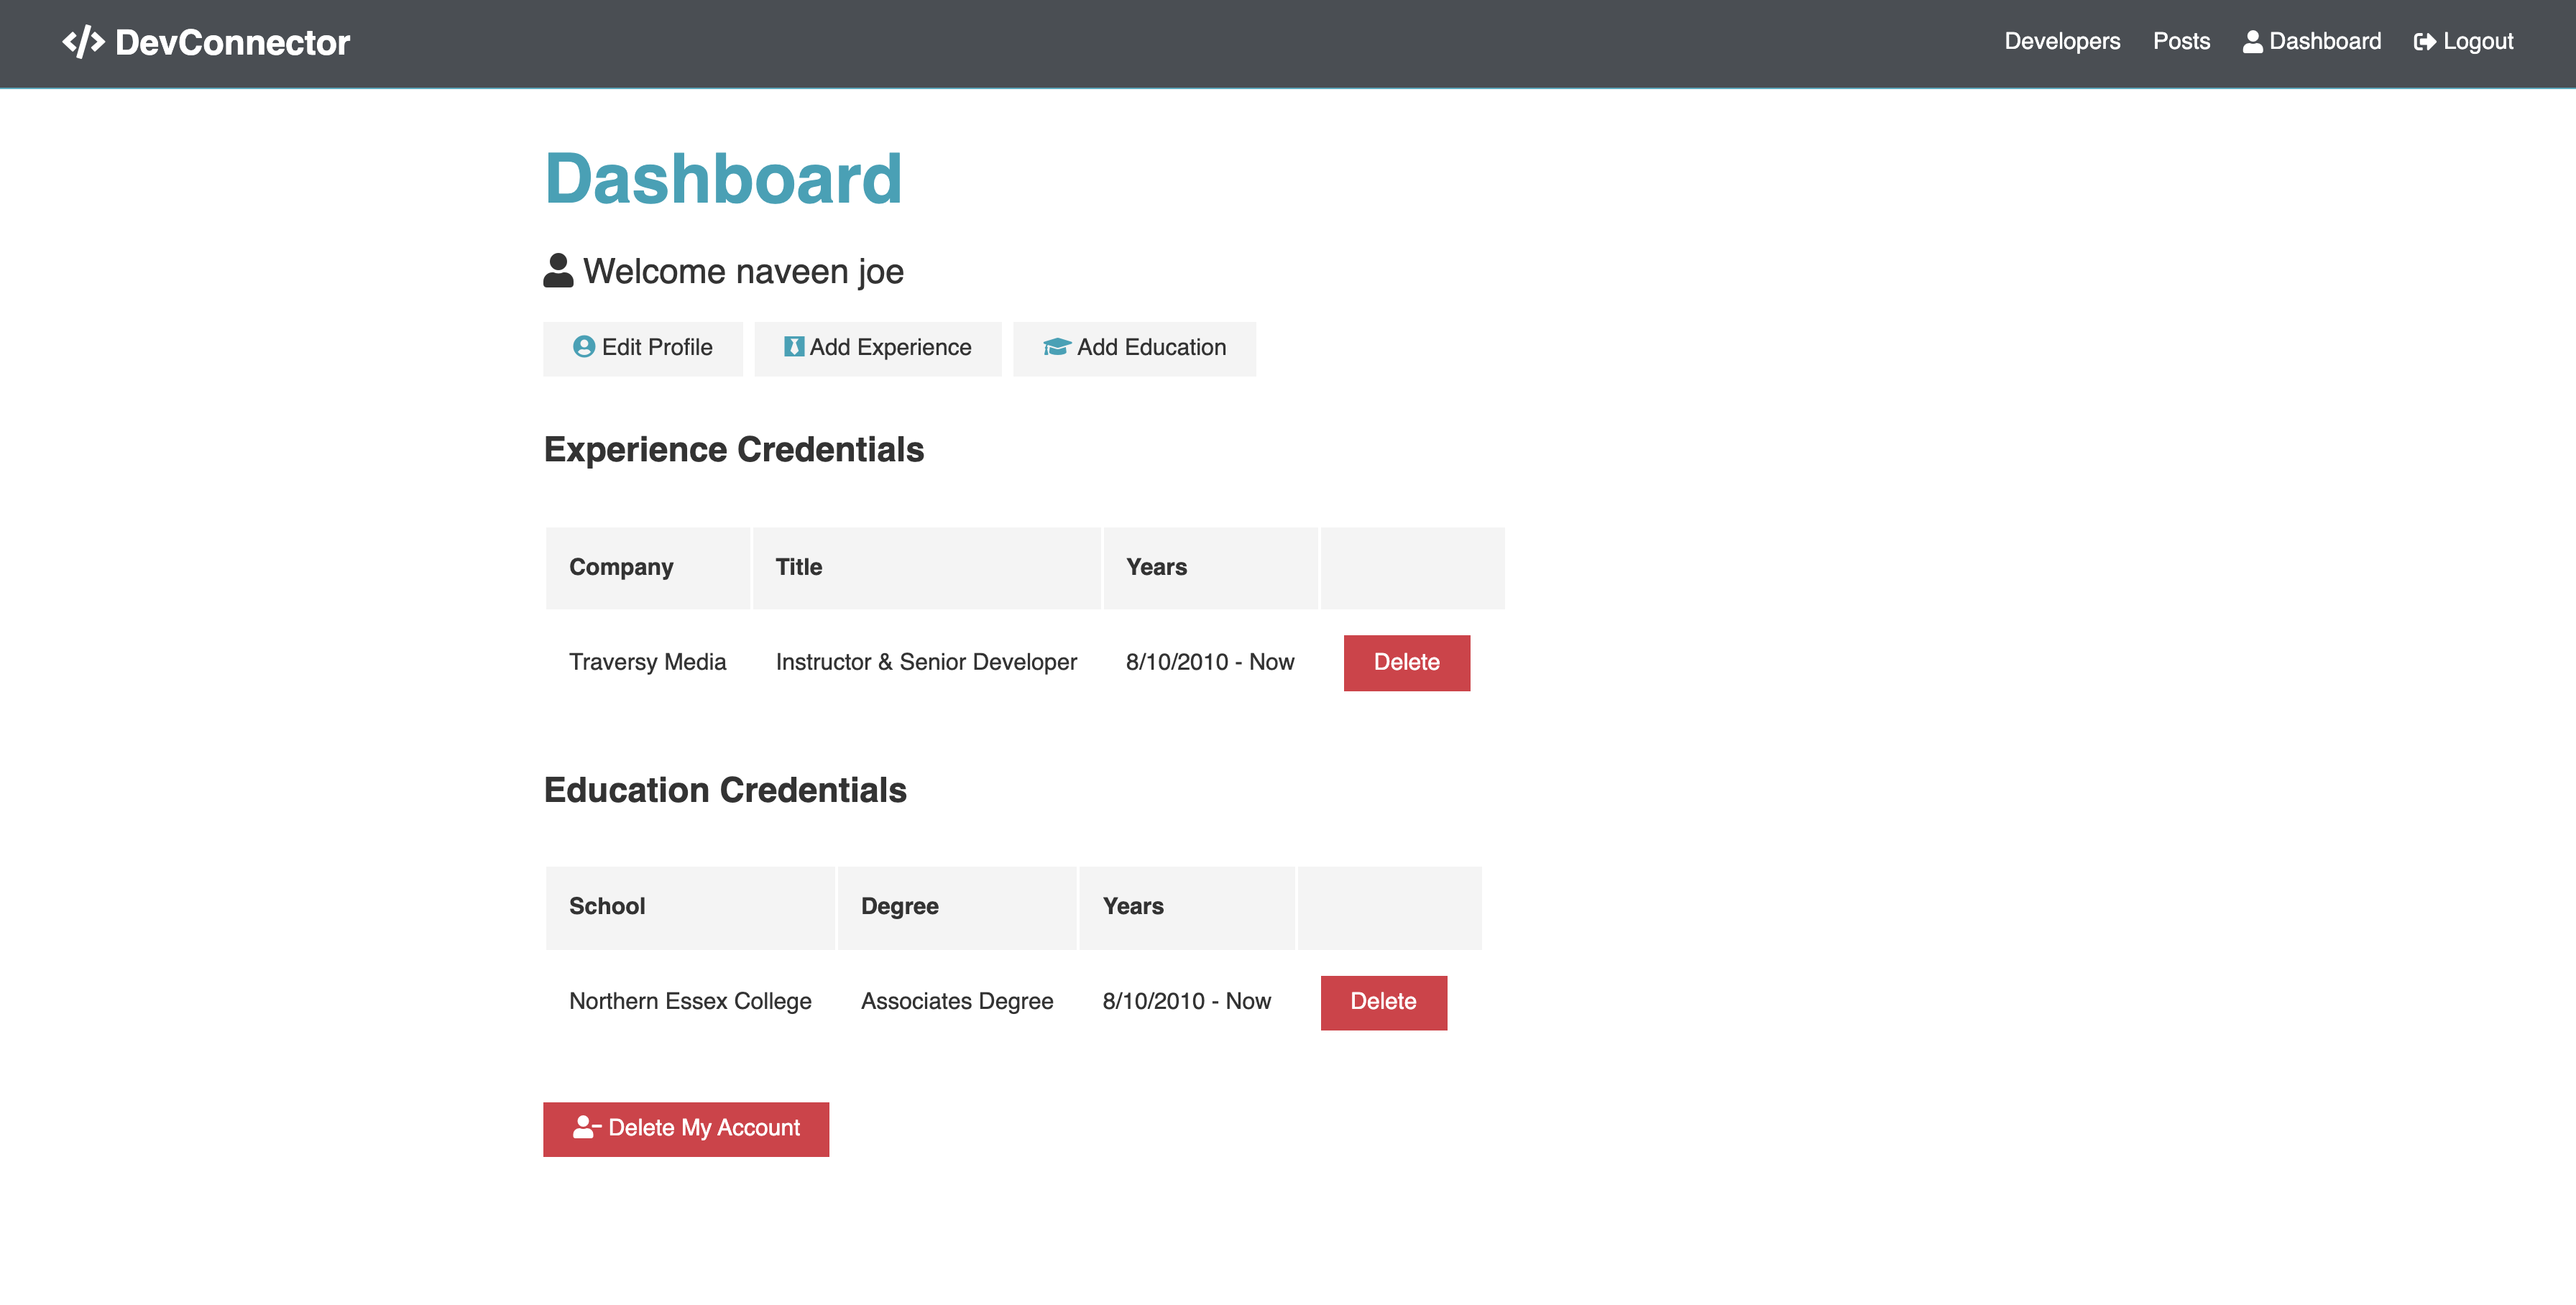 DevConnector
Developers Posts Dashboard Logout
Dashboard
Welcome naveen joe
Edit Profile Add Experience Add Education
Experience Credentials
Company Title Years
Traversy Media Instructor & Senior Developer 8/10/2010 - Now Delete
Education Credentials
School Degree Years
Northern Essex College Associates Degree 8/10/2010 - Now Delete
Delete My Account